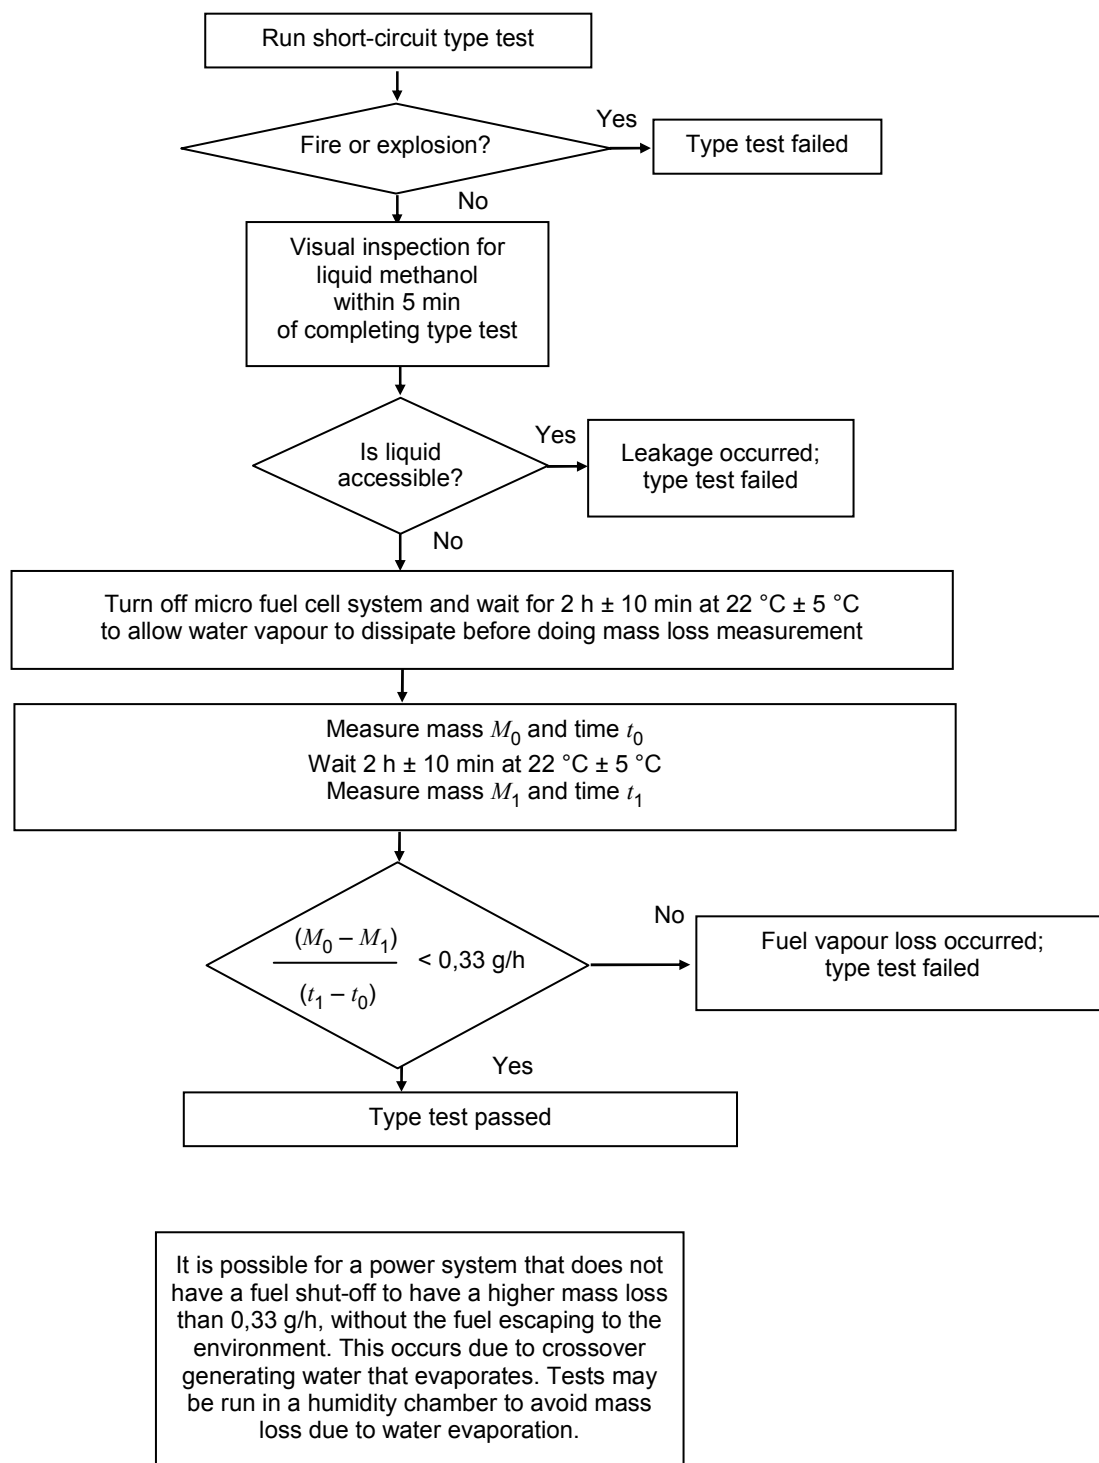 Run short-circuit type test
Fire or explosion?
Yes
Type test failed
No
Visual inspection for
liquid methanol
within 5 min
of completing type test
Is liquid
accessible?
Yes
Leakage occurred;
type test failed
No
Turn off micro fuel cell system and wait for 2 h ± 10 min at 22 °C ± 5 °C
to allow water vapour to dissipate before doing mass loss measurement
Measure mass M0 and time t0
Wait 2 h ± 10 min at 22 °C ± 5 °C
Measure mass M1 and time t1
(M0 – M1)
< 0,33 g/h
(t1 – t0)
No
Fuel vapour loss occurred;
type test failed
Yes
Type test passed
It is possible for a power system that does not
have a fuel shut-off to have a higher mass loss
than 0,33 g/h, without the fuel escaping to the
environment. This occurs due to crossover
generating water that evaporates. Tests may
be run in a humidity chamber to avoid mass
loss due to water evaporation.